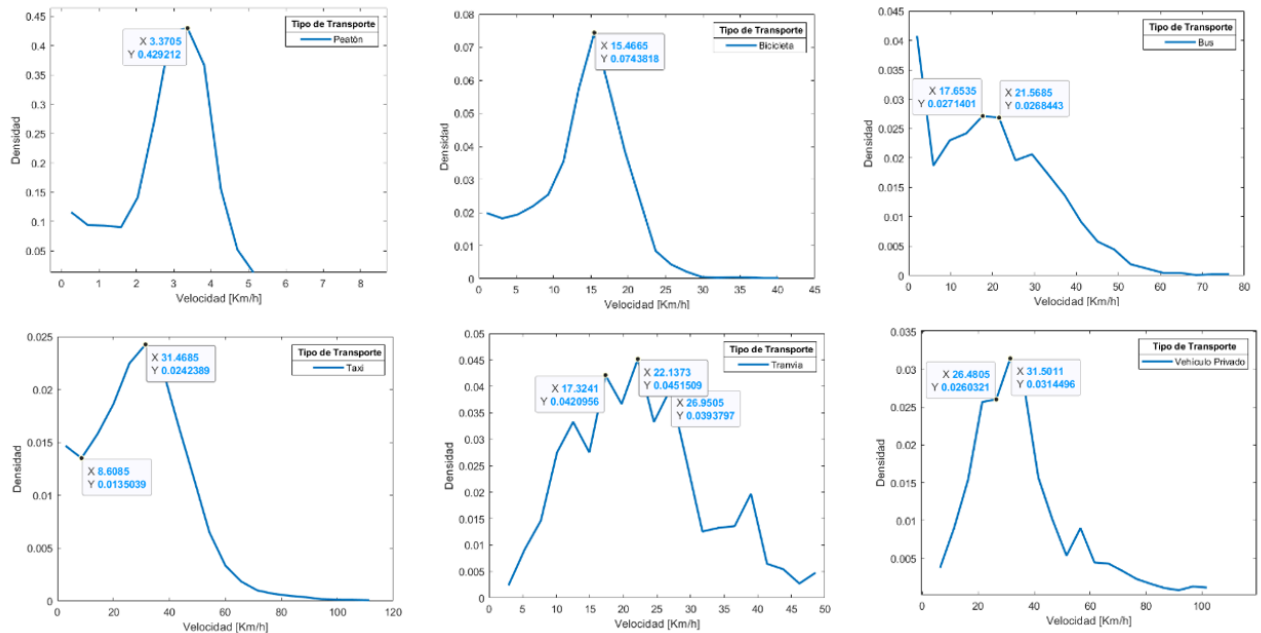 Tipo de Transporte
Peatón
X 3.3705
Y 0.429212
0.45
0.4
0.35
0.3
0.25
0.2
0.15
0.1
0.05
Densidad
0 1 2 3 4 5 6 7 8
Velocidad [Km/h]
Tipo de Transporte
Bicicleta
X 15.4665
Y 0.0743818
0.08
0.07
0.06
0.05
0.04
0.03
0.02
0.01
0
Densidad
0 5 10 15 20 25 30 35 40 45
Velocidad [Km/h]
Tipo de Transporte
Bus
X 17.6535
Y 0.0271401
X 21.5685
Y 0.0268443
0.045
0.04
0.035
0.03
0.025
0.02
0.015
0.01
0.005
0
Densidad
0 10 20 30 40 50 60 70 80
Velocidad [Km/h]
Tipo de Transporte
Taxi
X 31.4685
Y 0.0242389
X 8.6085
Y 0.0135039
0.025
0.02
0.015
0.01
0.005
0
Densidad
0 20 40 60 80 100 120
Velocidad [Km/h]
Tipo de Transporte
Tranvia
X 17.3241
Y 0.0420956
X 22.1373
Y 0.0451509
X 26.9505
Y 0.0393797
0.05
0.045
0.04
0.035
0.03
0.025
0.02
0.015
0.01
0.005
0
Densidad
0 5 10 15 20 25 30 35 40 45 50
Velocidad [Km/h]
Tipo de Transporte
Vehículo Privado
X 26.4805
Y 0.0260321
X 31.5011
Y 0.0314496
0.035
0.03
0.025
0.02
0.015
0.01
0.005
Densidad
0 20 40 60 80 100
Velocidad [Km/h]